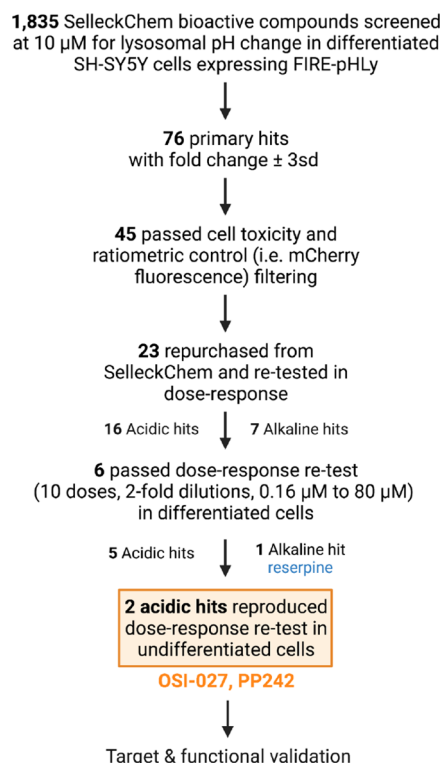 1,835 SelleckChem bioactive compounds screened
at 10 µM for lysosomal pH change in differentiated
SH-SY5Y cells expressing FIRE-pHLy
76 primary hits
with fold change ± 3sd
45 passed cell toxicity and
ratiometric control (i.e. mCherry
fluorescence) filtering
23 repurchased from
SelleckChem and re-tested in
dose-response
16 Acidic hits
7 Alkaline hits
6 passed dose-response re-test
(10 doses, 2-fold dilutions, 0.16 µM to 80 µM)
in differentiated cells
5 Acidic hits
1 Alkaline hit
reserpine
2 acidic hits reproduced
dose-response re-test in
undifferentiated cells
OSI-027, PP242
Target & functional validation